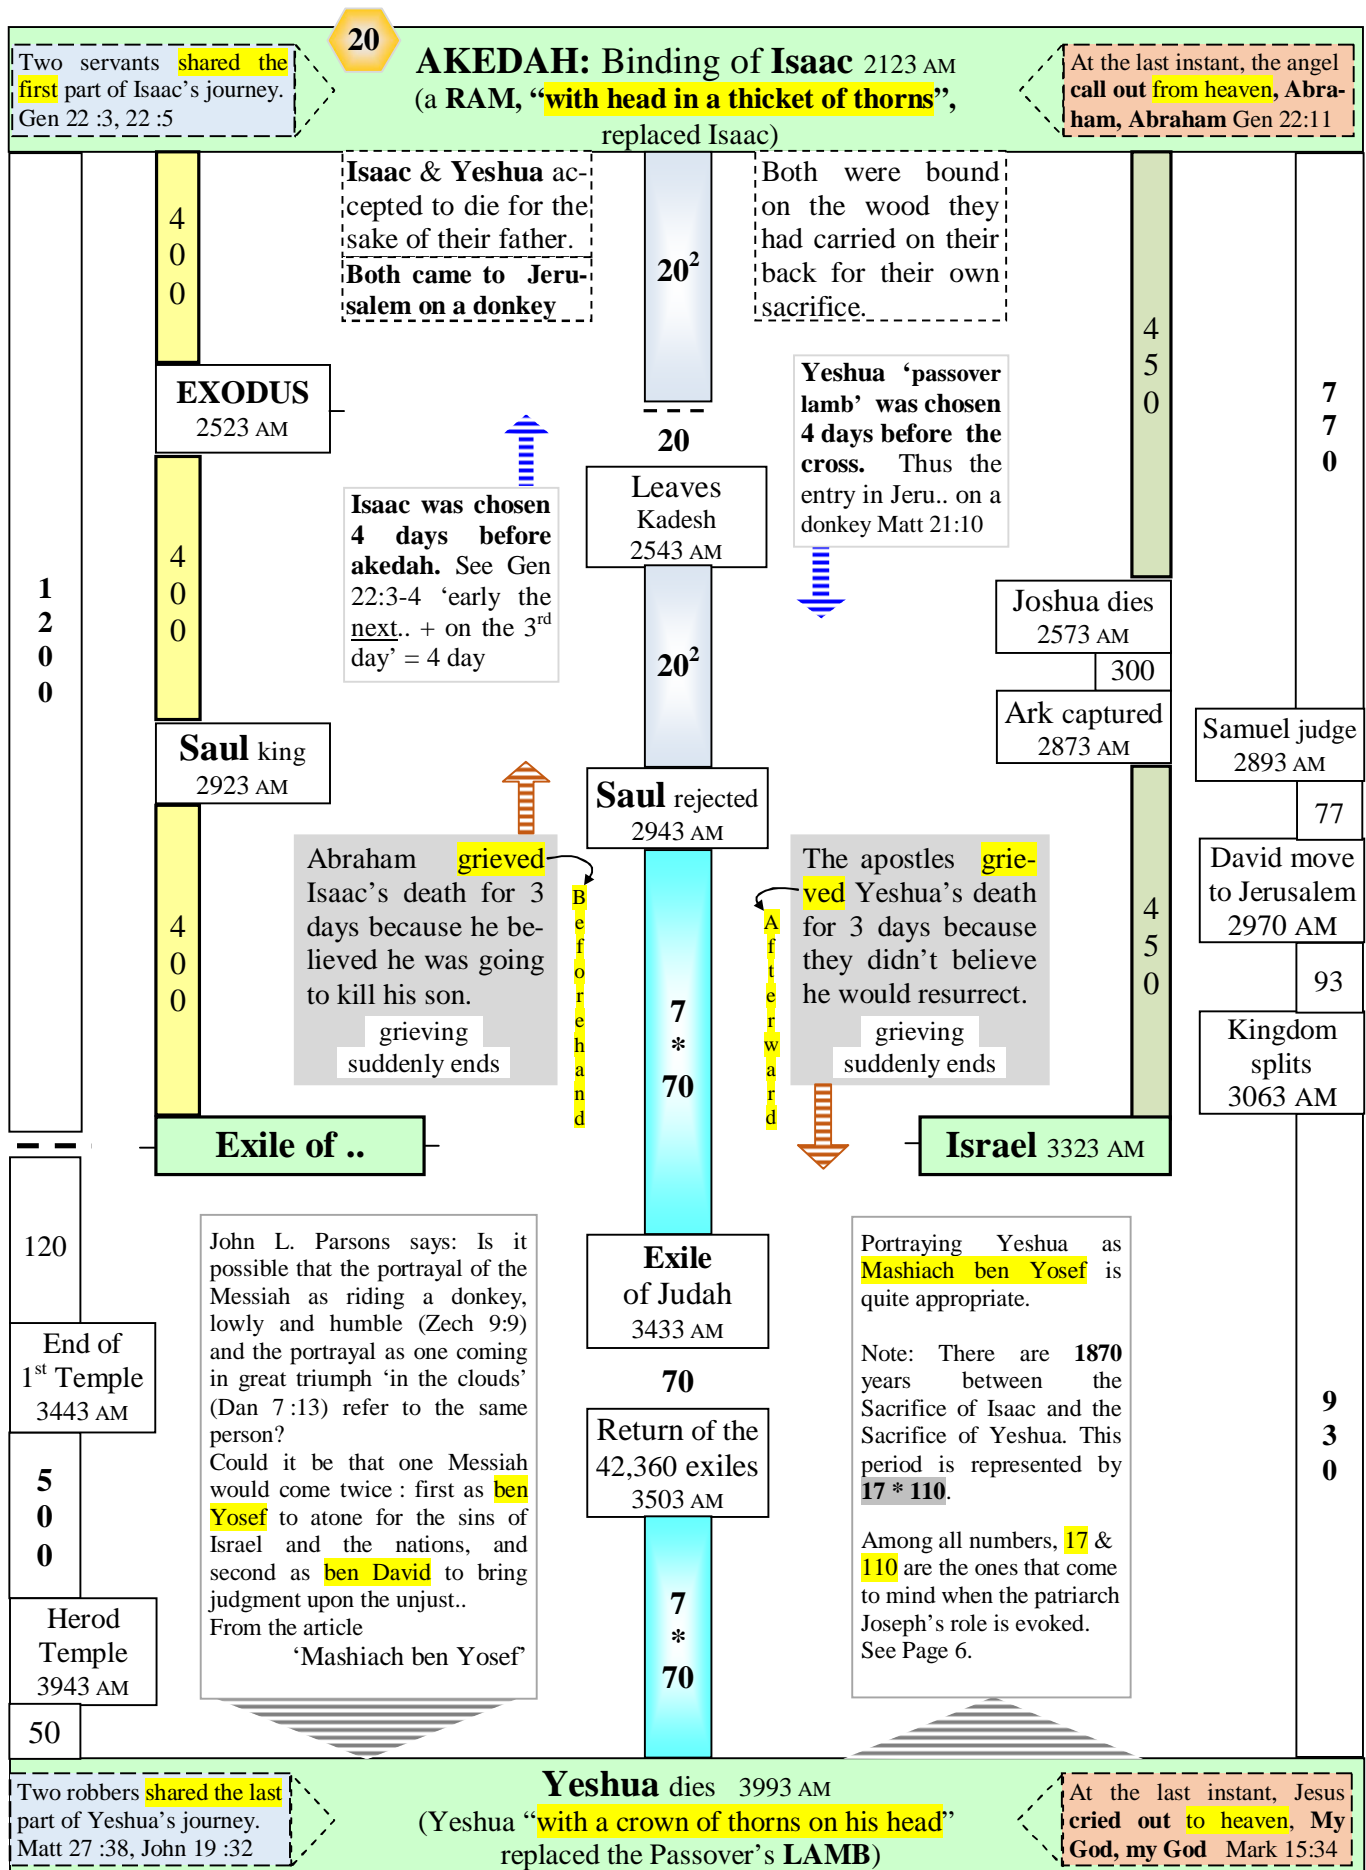 20
Two servants shared the
first part of Isaac's journey.
Gen 22 :3, 22 :5
AKEDAH: Binding of Isaac 2123 AM
(a RAM, “with head in a thicket of thorns”,
replaced Isaac)
At the last instant, the angel
call out from heaven, Abra-
ham, Abraham Gen 22:11
Isaac & Yeshua ac-
cepted to die for the
sake of their father.
Both came to Jeru-
salem on a donkey
20²
Both were bound
on the wood they
had carried on their
back for their own
sacrifice.
400
450
770
1200
EXODUS
2523 AM
20
Leaves
Kadesh
2543 AM
Yeshua ‘passover
lamb’ was chosen
4 days before the
cross. Thus the
entry in Jeru.. on a
donkey Matt 21:10
Isaac was chosen
4 days before
akedah. See Gen
22:3-4 ‘early the
next.. + on the 3rd
day’ = 4 day
400
20²
Joshua dies
2573 AM
300
Ark captured
2873 AM
Samuel judge
2893 AM
77
David move
to Jerusalem
2970 AM
93
Kingdom
splits
3063 AM
Saul king
2923 AM
Saul rejected
2943 AM
400
Abraham grieved
Isaac’s death for 3
days because he be-
lieved he was going
to kill his son.
grieving
suddenly ends
Beforehand
7
*
70
Afterward
The apostles grie-
ved Yeshua’s death
for 3 days because
they didn’t believe
he would resurrect.
grieving
suddenly ends
450
Exile of ..
Israel 3323 AM
120
End of
1st Temple
3443 AM
500
Herod
Temple
3943 AM
50
John L. Parsons says: Is it
possible that the portrayal of the
Messiah as riding a donkey,
lowly and humble (Zech 9:9)
and the portrayal as one coming
in great triumph ‘in the clouds’
(Dan 7 :13) refer to the same
person?
Could it be that one Messiah
would come twice : first as ben
Yosef to atone for the sins of
Israel and the nations, and
second as ben David to bring
judgment upon the unjust..
From the article
‘Mashiach ben Yosef’
Exile
of Judah
3433 AM
70
Return of the
42,360 exiles
3503 AM
7
*
70
Portraying Yeshua as
Mashiach ben Yosef is
quite appropriate.
Note: There are 1870
years between the
Sacrifice of Isaac and the
Sacrifice of Yeshua. This
period is represented by
17 * 110.
Among all numbers, 17 &
110 are the ones that come
to mind when the patriarch
Joseph’s role is evoked.
See Page 6.
930
Two robbers shared the last
part of Yeshua’s journey.
Matt 27 :38, John 19 :32
Yeshua dies 3993 AM
(Yeshua “with a crown of thorns on his head”
replaced the Passover’s LAMB)
At the last instant, Jesus
cried out to heaven, My
God, my God Mark 15:34